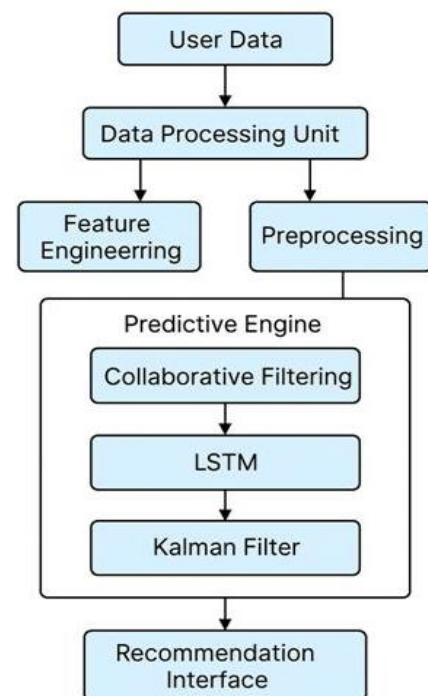 User Data
Data Processing Unit
Feature
Engineerring
Preprocessing
Predictive Engine
Collaborative Filtering
LSTM
Kalman Filter
Recommendation
Interface